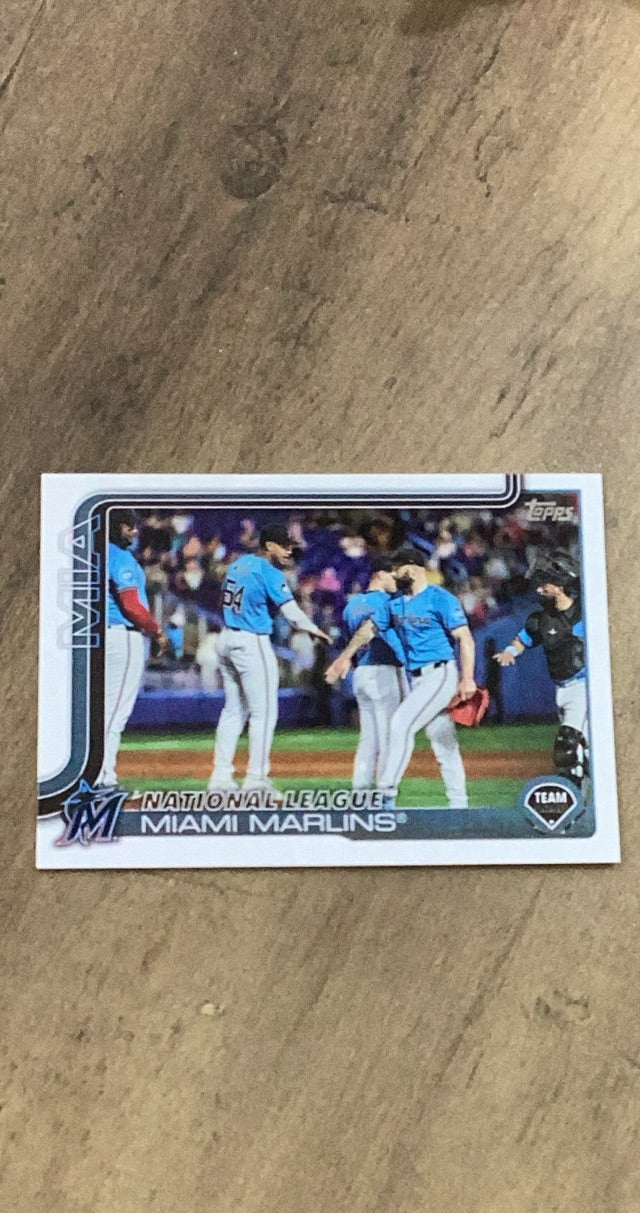 TOPPS
MIA
54
NATIONAL LEAGUE
MIAMI MARLINS®
M
TEAM